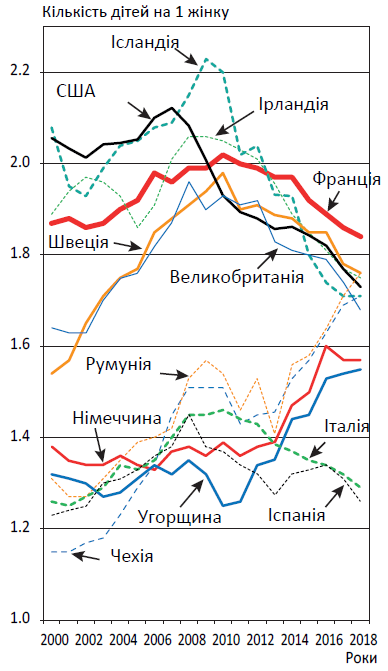 Кількість дітей на 1 жінку
Ісландія
2.2
США
Ірландія
2.0
Франція
Швеція
Великобританія
1.8
1.6
Румунія
Німеччина
Італія
1.4
Угорщина
Іспанія
1.2
Чехія
1.0
2000 2002 2004 2006 2008 2010 2012 2013 2014 2016 2018
Роки